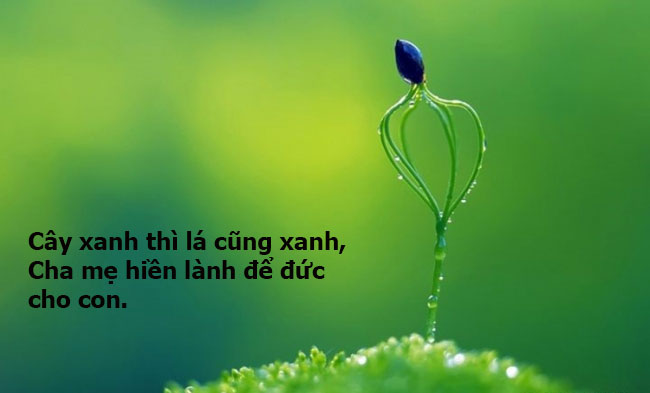 Cây xanh thì lá cũng xanh,
Cha mẹ hiền lành để đức
cho con.